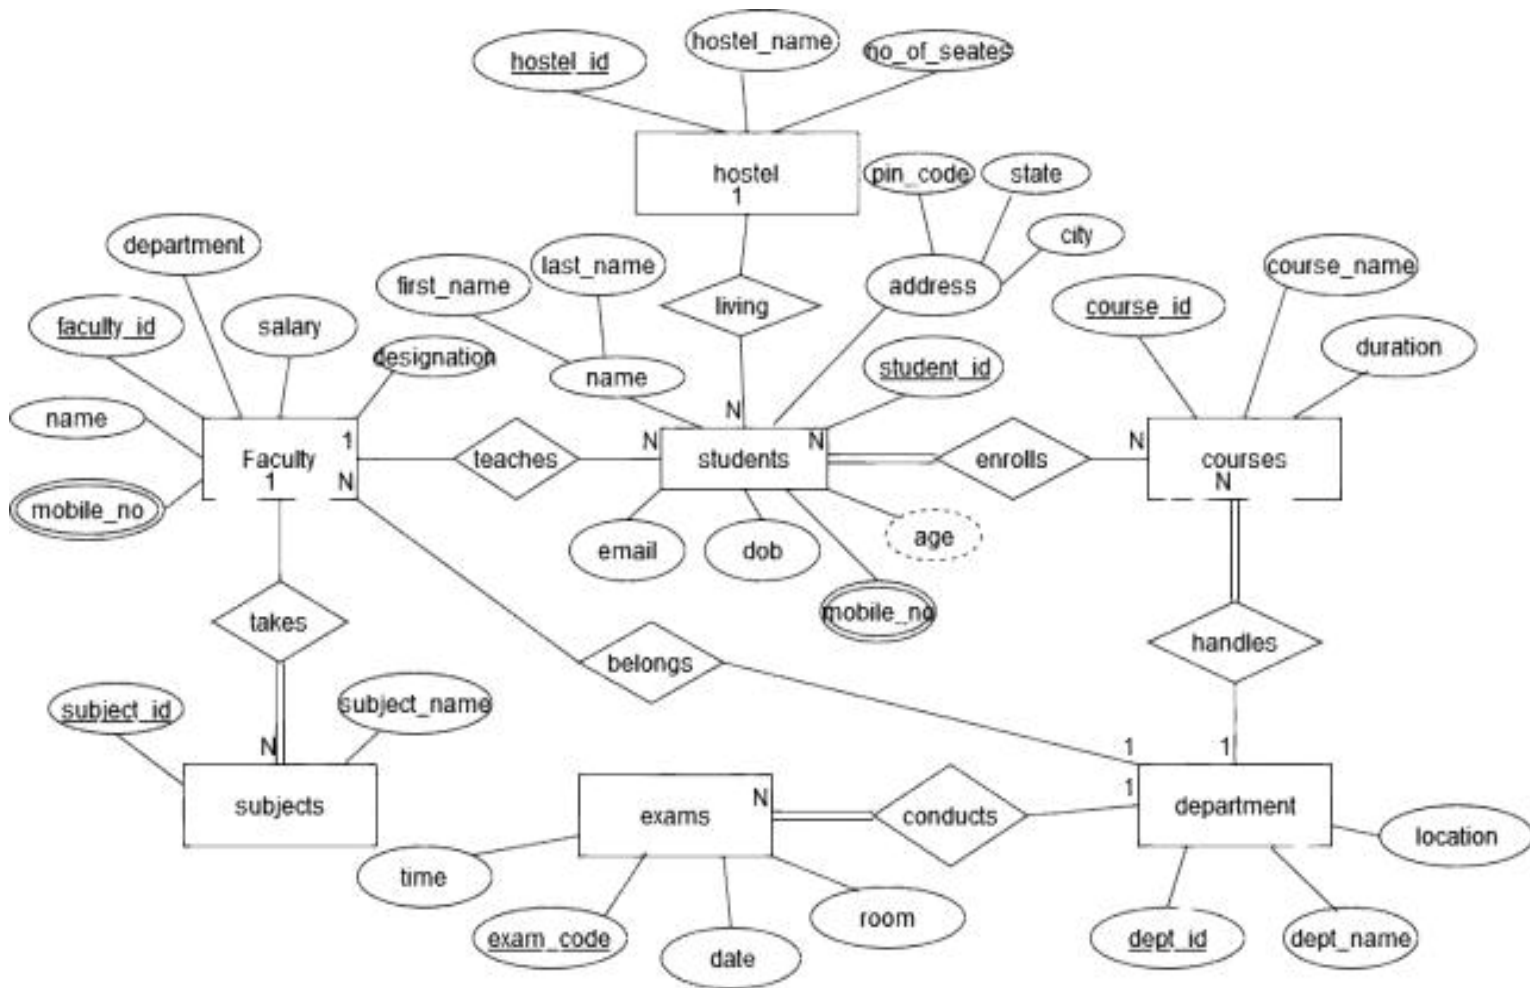 hostel_name
hostel_id
no_of_seates
hostel
1
pin_code
state
city
address
department
last_name
first_name
course_name
course_id
living
faculty_id
salary
designation
name
student_id
duration
name
1
N
N
N
N
Faculty
teaches
students
enrolls
courses
1
N
N
mobile_no
email
dob
age
mobile_no
takes
belongs
handles
subject_id
subject_name
N
1
1
subjects
exams
N
conducts
1
department
location
time
room
exam_code
date
dept_id
dept_name